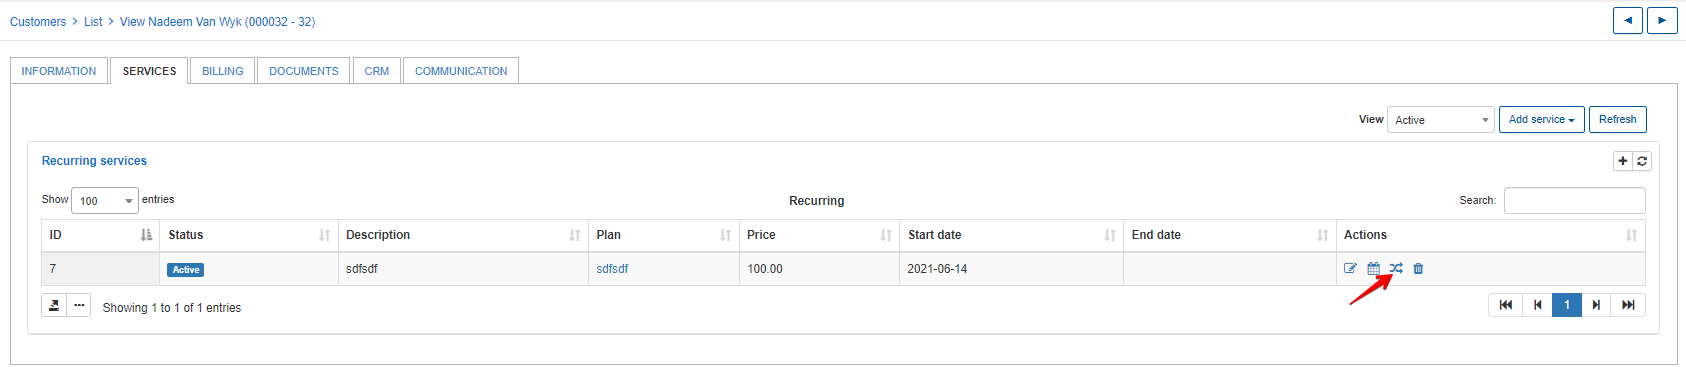 Customers > List > View Nadeem Van Wyk (000032 - 32)
INFORMATION SERVICES BILLING DOCUMENTS CRM COMMUNICATION
View Active Add service Refresh
Recurring services
Show 100 entries Recurring Search:
ID Status Description Plan Price Start date End date Actions
7 Active sdfsdf sdfsdf 100.00 2021-06-14
Showing 1 to 1 of 1 entries 1